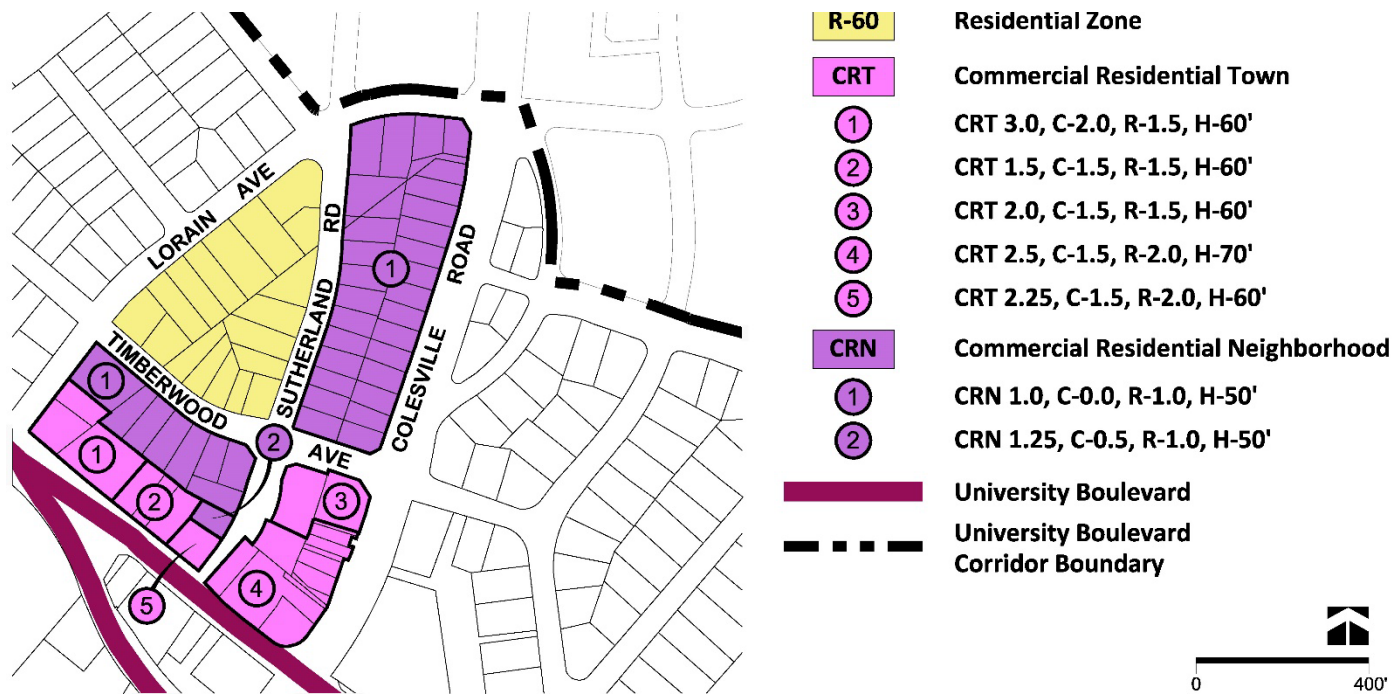 LORAIN AVE
SUTHERLAND RD
COLESVILLE ROAD
TIMBERWOOD AVE
1
1
2
1
2
3
4
5
R-60 Residential Zone
CRT Commercial Residential Town
1 CRT 3.0, C-2.0, R-1.5, H-60'
2 CRT 1.5, C-1.5, R-1.5, H-60'
3 CRT 2.0, C-1.5, R-1.5, H-60'
4 CRT 2.5, C-1.5, R-2.0, H-70'
5 CRT 2.25, C-1.5, R-2.0, H-60'
CRN Commercial Residential Neighborhood
1 CRN 1.0, C-0.0, R-1.0, H-50'
2 CRN 1.25, C-0.5, R-1.0, H-50'
University Boulevard
University Boulevard
Corridor Boundary
0 400'